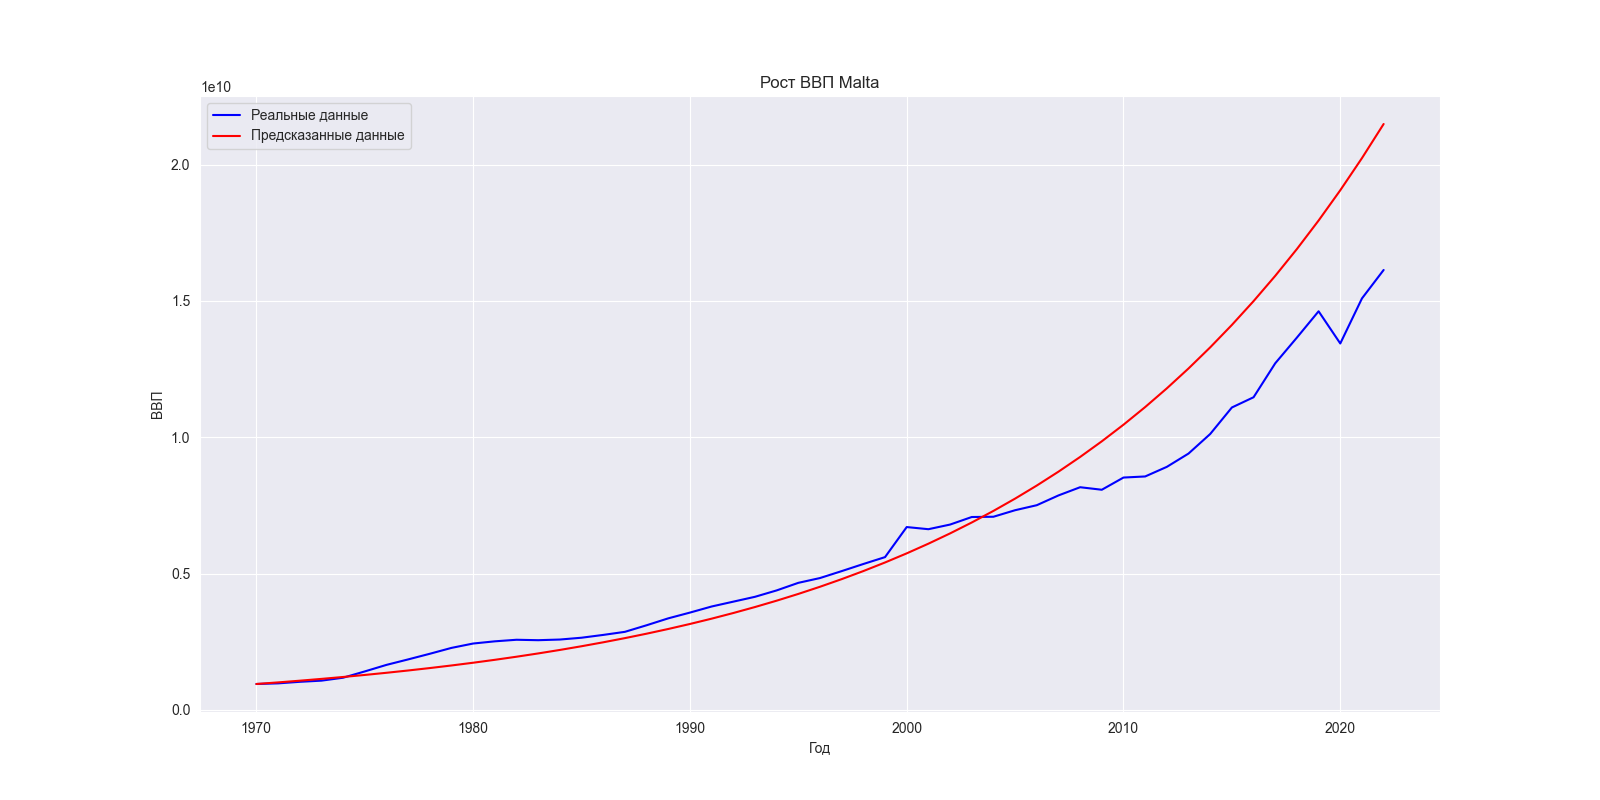 Рост ВВП Malta
1e10
Реальные данные
Предсказанные данные
2.0
1.5
1.0
0.5
0.0
ВВП
1970 1980 1990 2000 2010 2020
Год